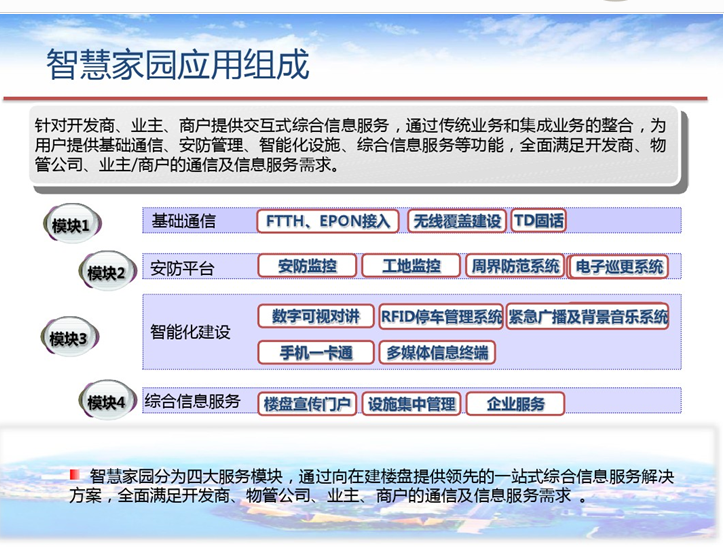 智慧家园应用组成
针对开发商、业主、商户提供交互式综合信息服务，通过传统业务和集成业务的整合，为
用户提供基础通信、安防管理、智能化设施、综合信息服务等功能，全面满足开发商、物
管公司、业主/商户的通信及信息服务需求。
模块1 基础通信 FTTH、EPON接入 无线覆盖建设 TD固话
模块2 安防平台 安防监控 工地监控 周界防范系统 电子巡更系统
模块3 智能化建设 数字可视对讲 RFID停车管理系统 紧急广播及背景音乐系统
手机一卡通 多媒体信息终端
模块4 综合信息服务 楼盘宣传门户 设施集中管理 企业服务
智慧家园分为四大服务模块，通过向在建楼盘提供领先的一站式综合信息服务解决
方案，全面满足开发商、物管公司、业主、商户的通信及信息服务需求 。